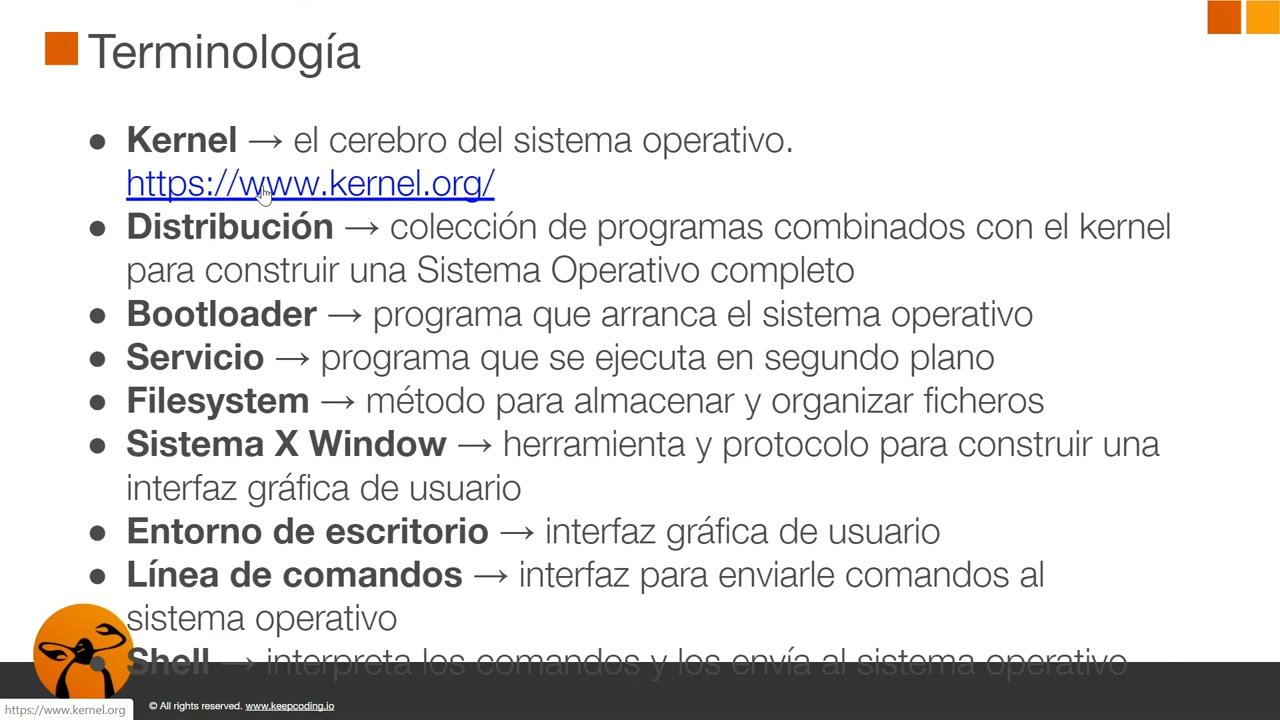 Terminología
● Kernel → el cerebro del sistema operativo.
https://www.kernel.org/
● Distribución → colección de programas combinados con el kernel
para construir una Sistema Operativo completo
● Bootloader → programa que arranca el sistema operativo
● Servicio → programa que se ejecuta en segundo plano
● Filesystem → método para almacenar y organizar ficheros
● Sistema X Window → herramienta y protocolo para construir una
interfaz gráfica de usuario
● Entorno de escritorio → interfaz gráfica de usuario
● Línea de comandos → interfaz para enviarle comandos al
sistema operativo
● Shell → interpreta los comandos y los envía al sistema operativo
© All rights reserved. www.keepcoding.io
https://www.kernel.org